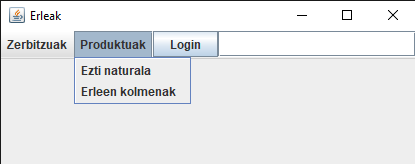 Erleak
Zerbitzuak Produktuak Login
Ezti naturala
Erleen kolmenak